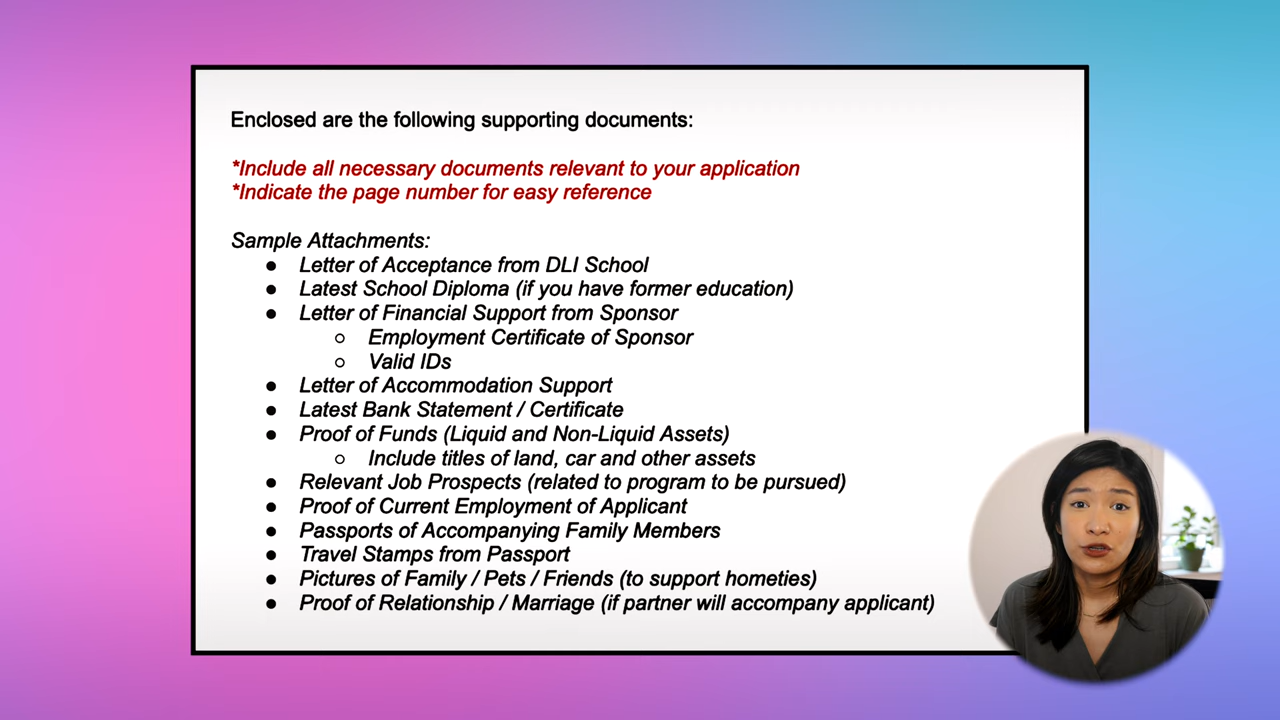 Enclosed are the following supporting documents:
*Include all necessary documents relevant to your application
*Indicate the page number for easy reference
Sample Attachments:
● Letter of Acceptance from DLI School
● Latest School Diploma (if you have former education)
● Letter of Financial Support from Sponsor
○ Employment Certificate of Sponsor
○ Valid IDs
● Letter of Accommodation Support
● Latest Bank Statement / Certificate
● Proof of Funds (Liquid and Non-Liquid Assets)
○ Include titles of land, car and other assets
● Relevant Job Prospects (related to program to be pursued)
● Proof of Current Employment of Applicant
● Passports of Accompanying Family Members
● Travel Stamps from Passport
● Pictures of Family / Pets / Friends (to support hometies)
● Proof of Relationship / Marriage (if partner will accompany applicant)